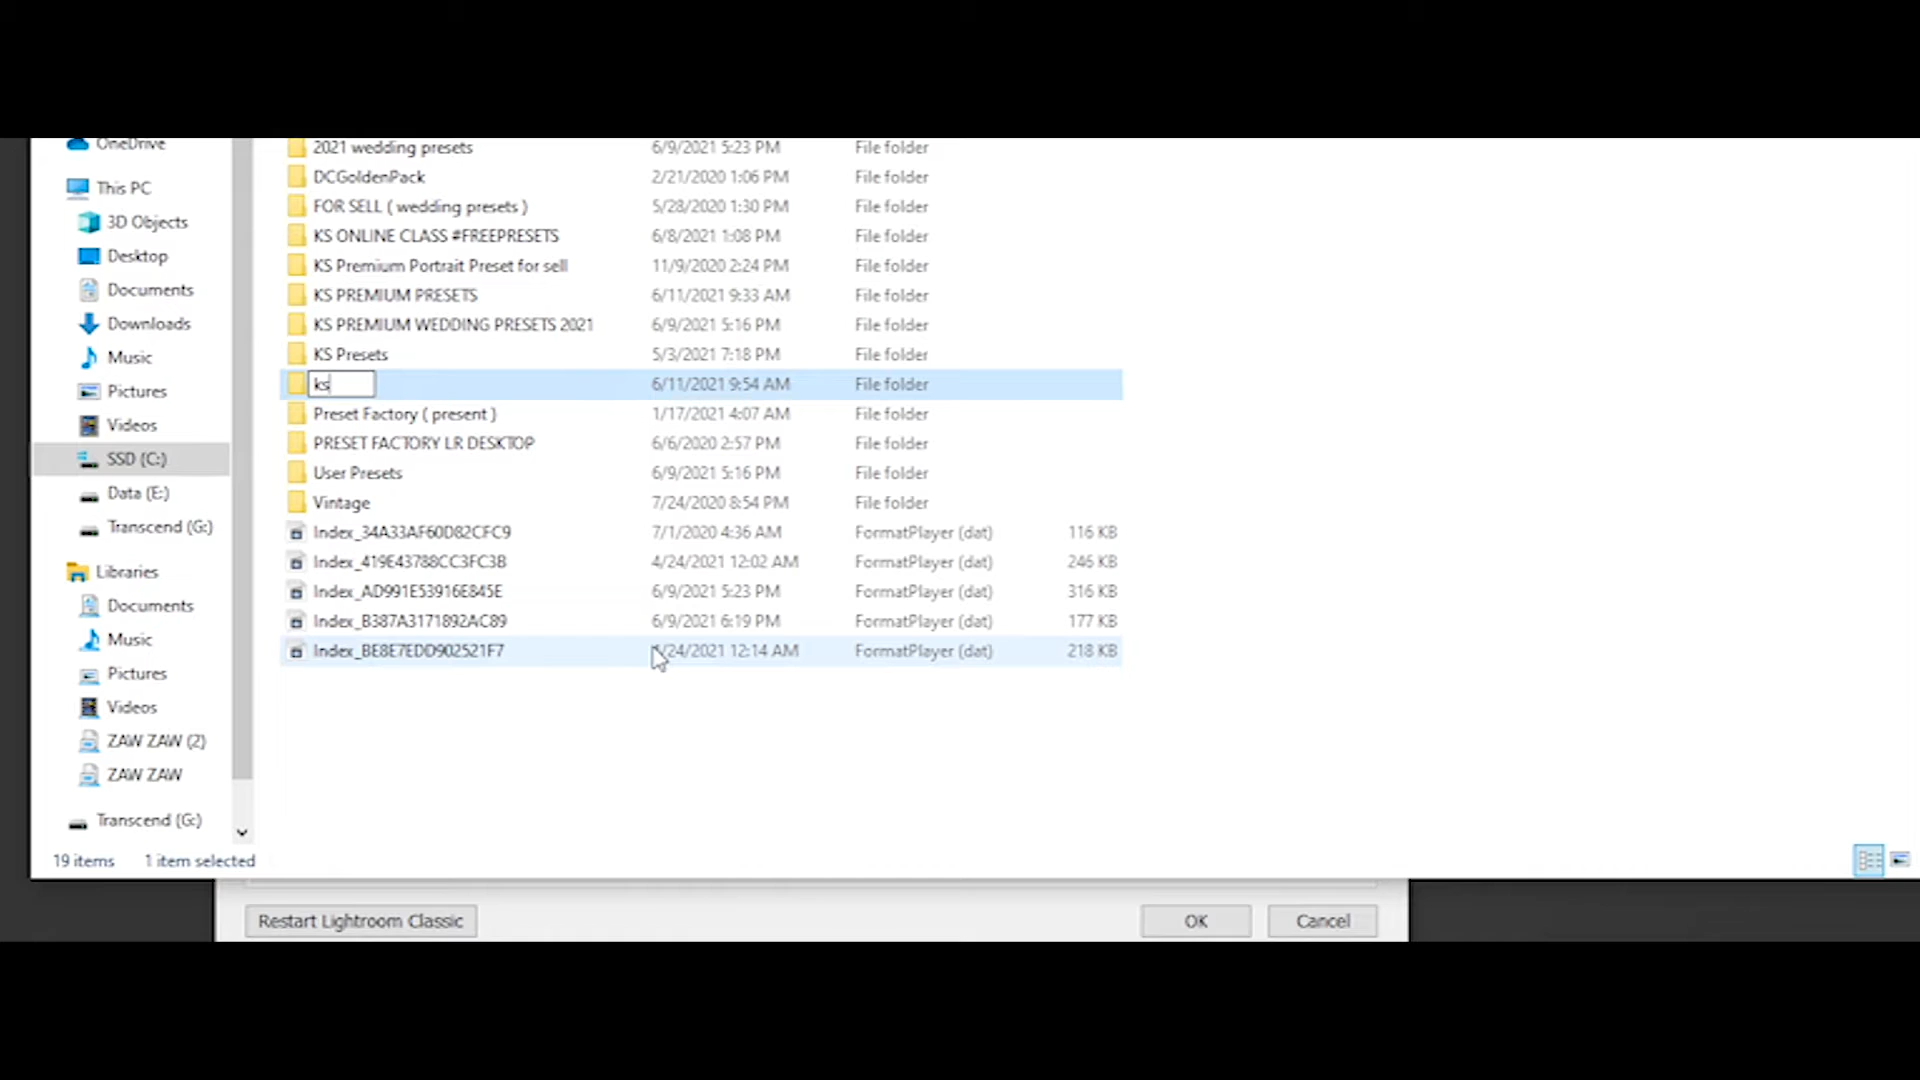 OneDrive
This PC
3D Objects
Desktop
Documents
Downloads
Music
Pictures
Videos
SSD (C:)
Data (E:)
Transcend (G:)
Libraries
Documents
Music
Pictures
Videos
ZAW ZAW (2)
ZAW ZAW
Transcend (G:)
2021 wedding presets 6/9/2021 5:23 PM File folder
DCGoldenPack 2/21/2020 1:06 PM File folder
FOR SELL ( wedding presets ) 5/28/2020 1:30 PM File folder
KS ONLINE CLASS #FREEPRESETS 6/8/2021 1:08 PM File folder
KS Premium Portrait Preset for sell 11/9/2020 2:24 PM File folder
KS PREMIUM PRESETS 6/11/2021 9:33 AM File folder
KS PREMIUM WEDDING PRESETS 2021 6/9/2021 5:16 PM File folder
KS Presets 5/3/2021 7:18 PM File folder
ks 6/11/2021 9:54 AM File folder
Preset Factory ( present ) 1/17/2021 4:07 AM File folder
PRESET FACTORY LR DESKTOP 6/6/2020 2:57 PM File folder
User Presets 6/9/2021 5:16 PM File folder
Vintage 7/24/2020 8:54 PM File folder
Index_34A33AF60D82CFC9 7/1/2020 4:36 AM FormatPlayer (dat) 116 KB
Index_419E43788CC3FC3B 4/24/2021 12:02 AM FormatPlayer (dat) 246 KB
Index_AD991E53916E845E 6/9/2021 5:23 PM FormatPlayer (dat) 316 KB
Index_B387A3171892AC89 6/9/2021 6:19 PM FormatPlayer (dat) 177 KB
Index_BE8E7EDD902521F7 /24/2021 12:14 AM FormatPlayer (dat) 218 KB
19 items 1 item selected
Restart Lightroom Classic OK Cancel